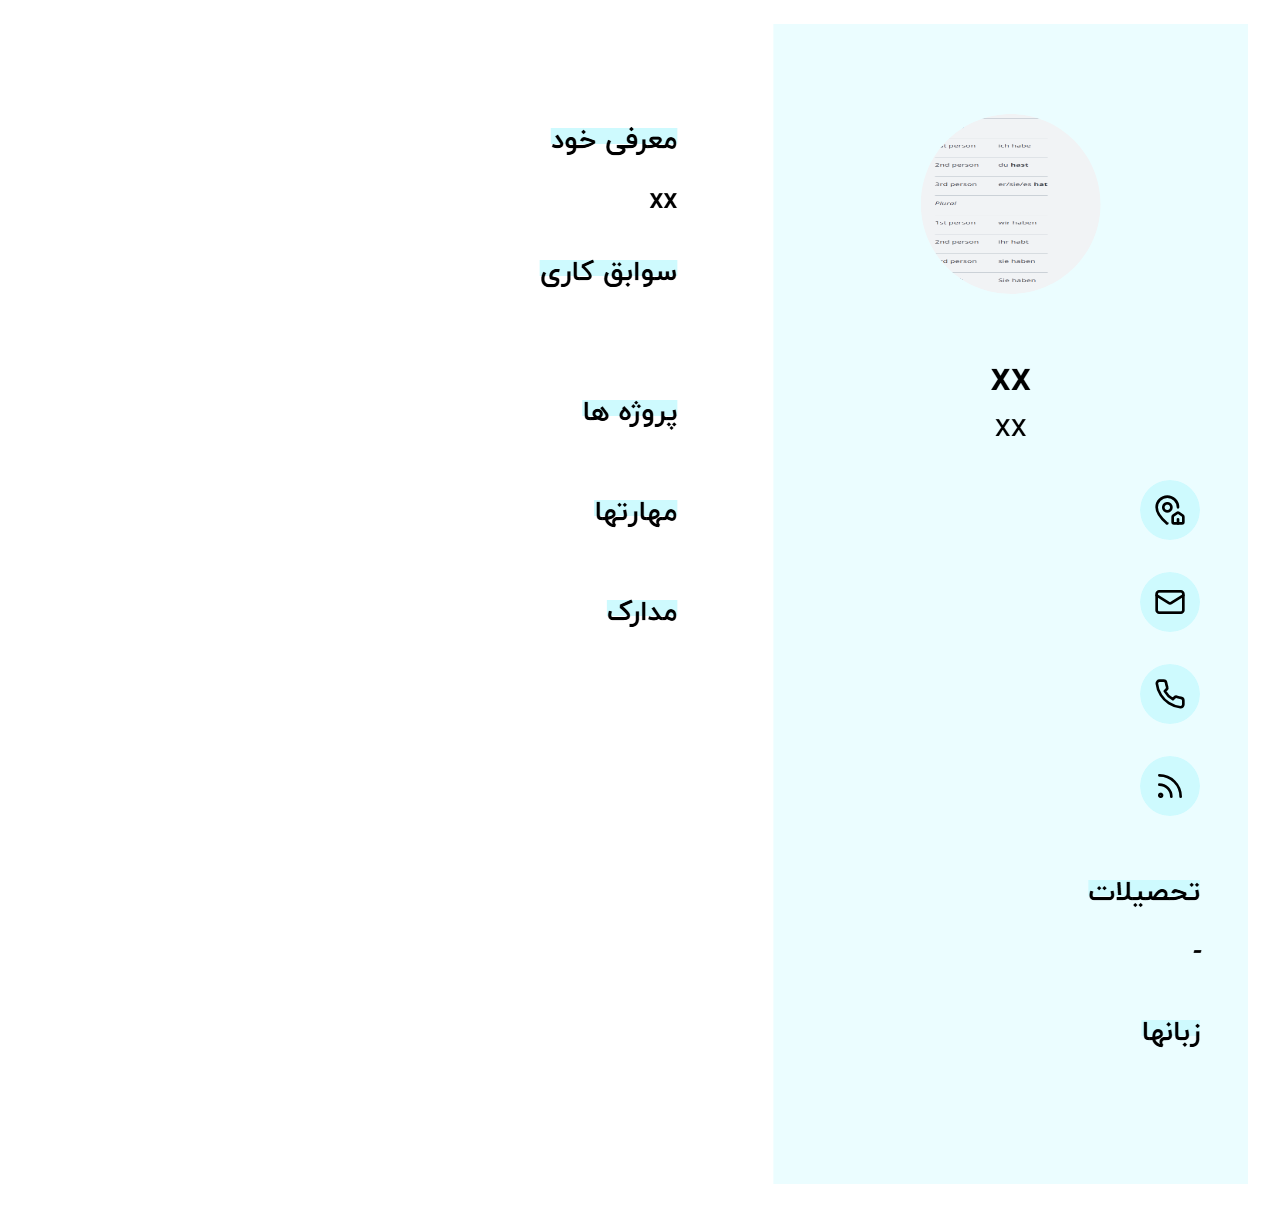 1st person ich habe
2nd person du hast
3rd person er/sie/es hat
Plural
1st person wir haben
2nd person ihr habt
3rd person sie haben
Sie haben
xx
xx
تحصیلات
-
زبانها
معرفی خود
xx
سوابق کاری
پروژه ها
مهارتها
مدارک